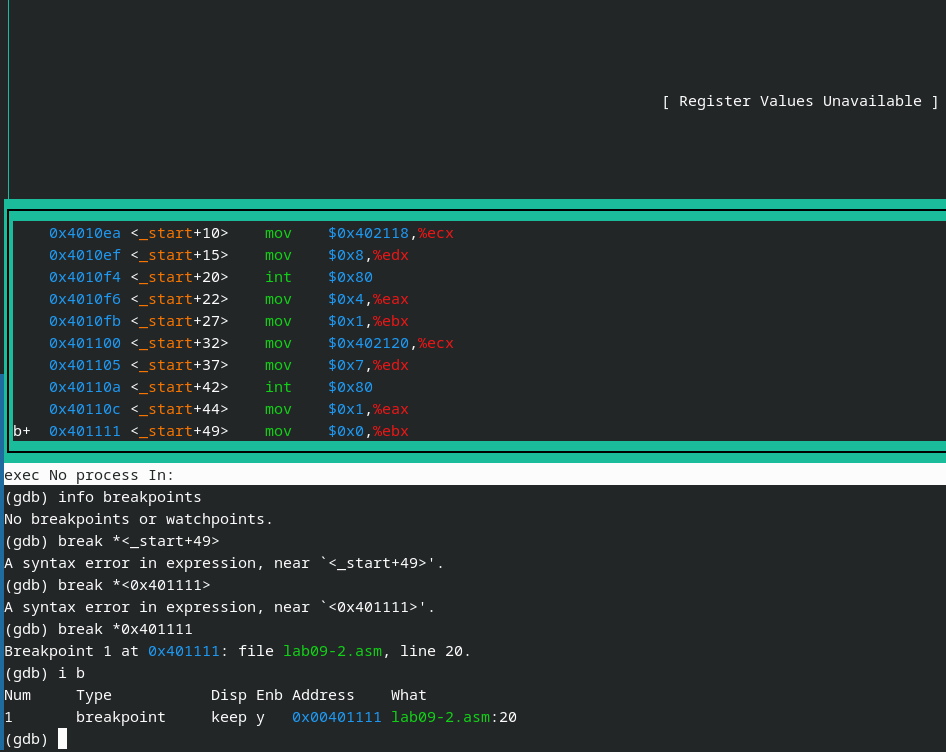 [ Register Values Unavailable ]
0x4010ea <_start+10>    mov    $0x402118,%ecx
0x4010ef <_start+15>    mov    $0x8,%edx
0x4010f4 <_start+20>    int    $0x80
0x4010f6 <_start+22>    mov    $0x4,%eax
0x4010fb <_start+27>    mov    $0x1,%ebx
0x401100 <_start+32>    mov    $0x402120,%ecx
0x401105 <_start+37>    mov    $0x7,%edx
0x40110a <_start+42>    int    $0x80
0x40110c <_start+44>    mov    $0x1,%eax
b+  0x401111 <_start+49>    mov    $0x0,%ebx
exec No process In:
(gdb) info breakpoints
No breakpoints or watchpoints.
(gdb) break *<_start+49>
A syntax error in expression, near `<_start+49>'.
(gdb) break *<0x401111>
A syntax error in expression, near `<0x401111>'.
(gdb) break *0x401111
Breakpoint 1 at 0x401111: file lab09-2.asm, line 20.
(gdb) i b
Num     Type           Disp Enb Address    What
1       breakpoint     keep y   0x00401111 lab09-2.asm:20
(gdb)